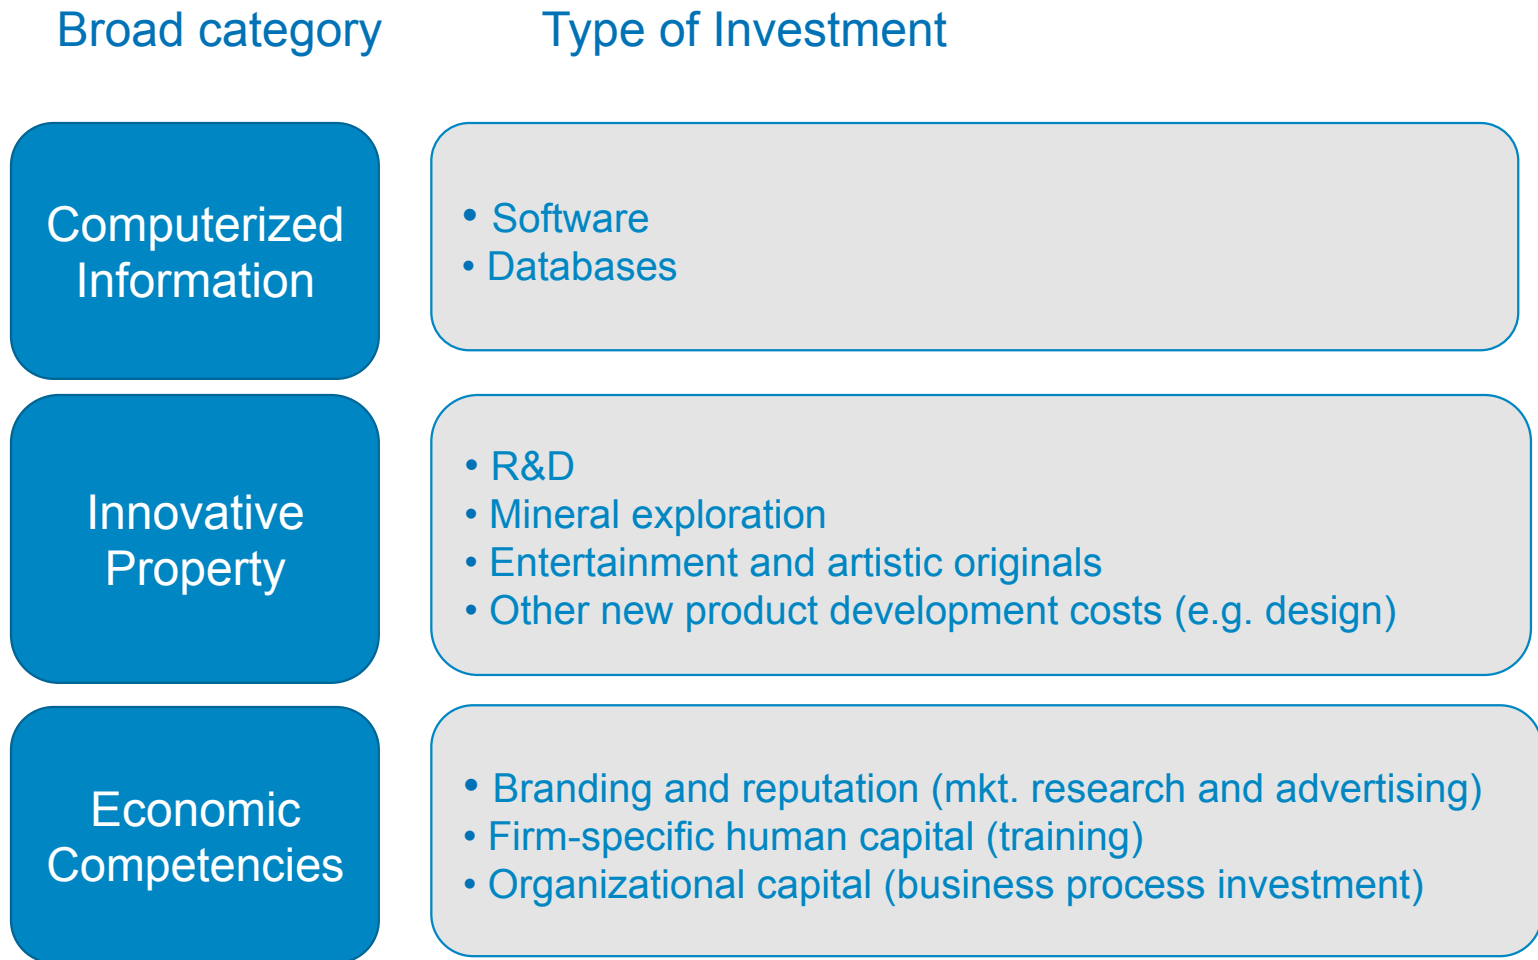 Broad category
Type of Investment
Computerized
Information
• Software
• Databases
Innovative
Property
• R&D
• Mineral exploration
• Entertainment and artistic originals
• Other new product development costs (e.g. design)
Economic
Competencies
• Branding and reputation (mkt. research and advertising)
• Firm-specific human capital (training)
• Organizational capital (business process investment)